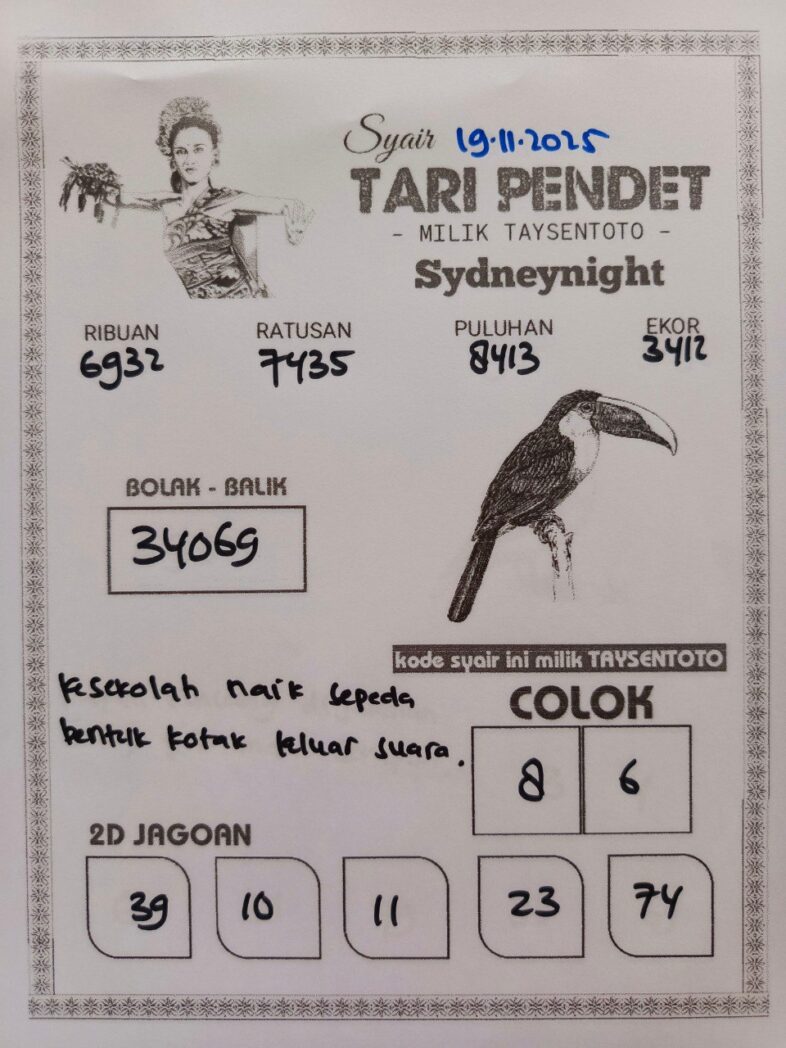 Syair 19.11.2025
TARI PENDET
- MILIK TAYSENTOTO -
Sydneynight
RIBUAN RATUSAN PULUHAN EKOR
6932 7435 8413 3412
BOLAK - BALIK
34069
kode syair ini milik TAYSENTOTO
kesekolah naik sepeda
bentuk kotak keluar suara.
COLOK
8 6
2D JAGOAN
39 10 11 23 74